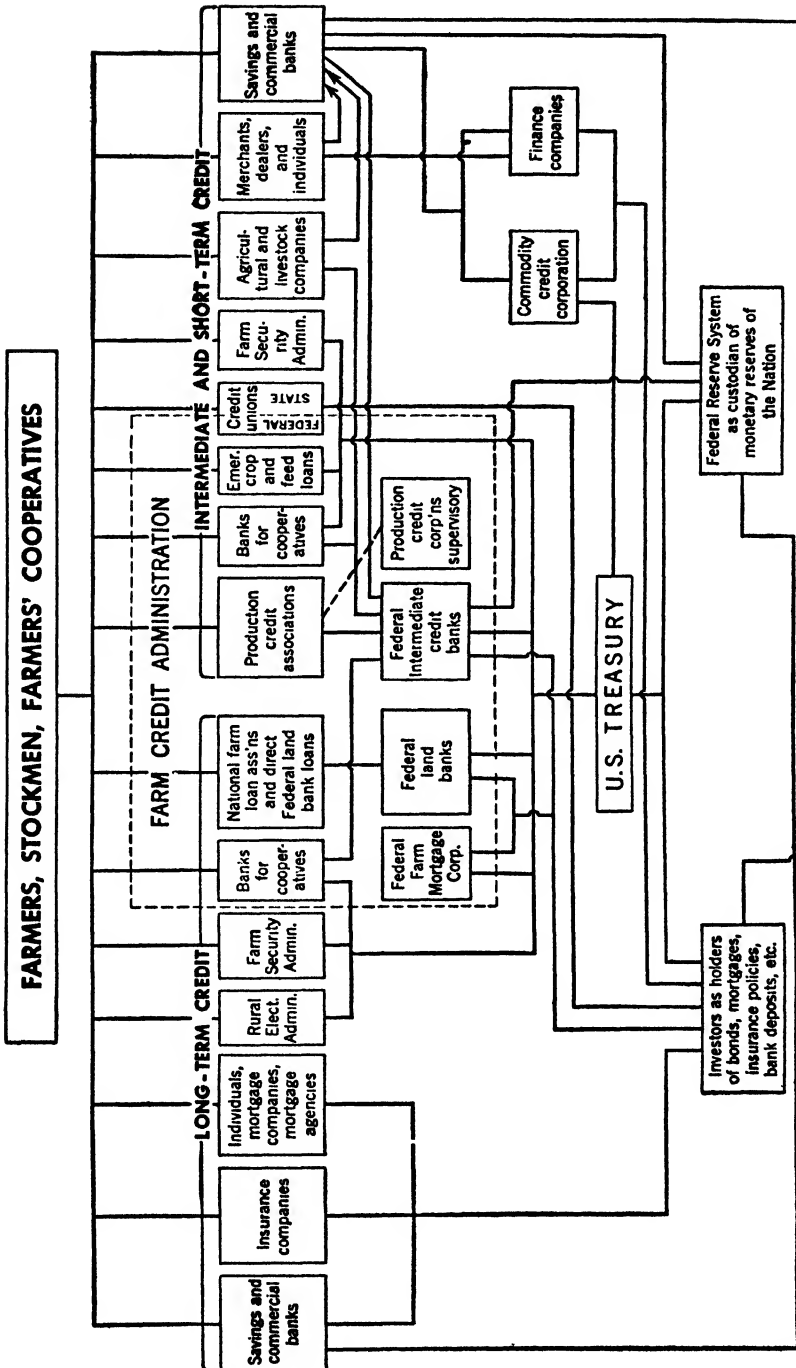 FARMERS, STOCKMEN, FARMERS' COOPERATIVES
LONG-TERM CREDIT
INTERMEDIATE AND SHORT-TERM CREDIT
FARM CREDIT ADMINISTRATION
Savings and
commercial
banks
Insurance
companies
Individuals,
mortgage
companies,
mortgage
agencies
Rural
Elect.
Admin.
Farm
Security
Admin.
Banks
for
cooper-
atives
National farm
loan ass'ns
and direct
Federal land
bank loans
Production
credit
associations
Banks
for
cooper-
atives
Emer.
crop
and
feed
loans
Credit
unions
FEDERAL
STATE
Farm
Secu-
rity
Admin.
Agricul-
tural and
livestock
companies
Merchants,
dealers,
and
individuals
Savings and
commercial
banks
Federal
Farm
Mortgage
Corp.
Federal
land
banks
Federal
Intermediate
credit
banks
Production
credit
corp'ns
supervisory
Commodity
credit
corporation
Finance
companies
U.S. TREASURY
Investors as holders
of bonds, mortgages,
insurance policies,
bank deposits, etc.
Federal Reserve System
as custodian of
monetary reserves of
the Nation